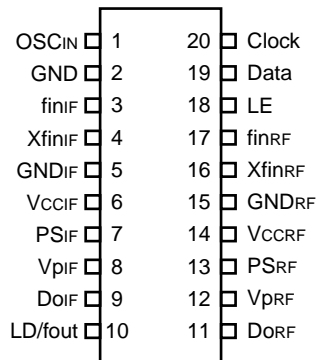 OSCIN 1 20 Clock
GND 2 19 Data
finIF 3 18 LE
XfinIF 4 17 finRF
GNDIF 5 16 XfinRF
VCCIF 6 15 GNDRF
PSIF 7 14 VCCRF
VpIF 8 13 PSRF
DoIF 9 12 VpRF
LD/fout 10 11 DoRF